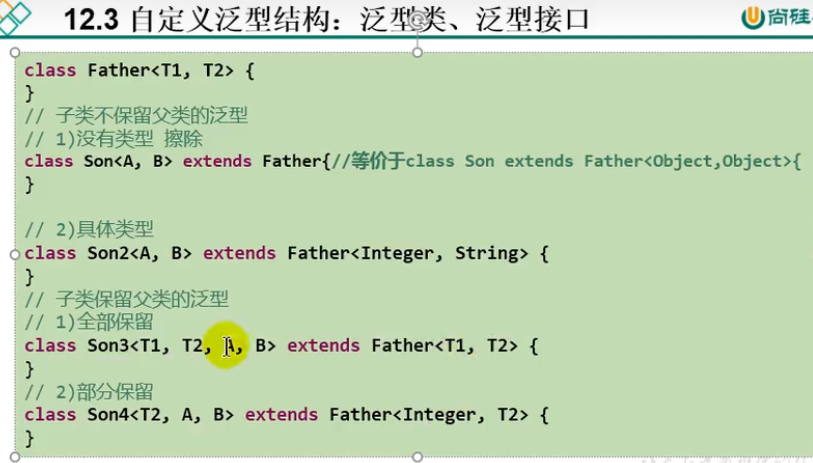 12.3 自定义泛型结构：泛型类、泛型接口
尚硅
class Father<T1, T2> {
}
// 子类不保留父类的泛型
// 1)没有类型 擦除
class Son<A, B> extends Father{//等价于class Son extends Father<Object,Object>{
}
// 2)具体类型
class Son2<A, B> extends Father<Integer, String> {
}
// 子类保留父类的泛型
// 1)全部保留
class Son3<T1, T2, A, B> extends Father<T1, T2> {
}
// 2)部分保留
class Son4<T2, A, B> extends Father<Integer, T2> {
}